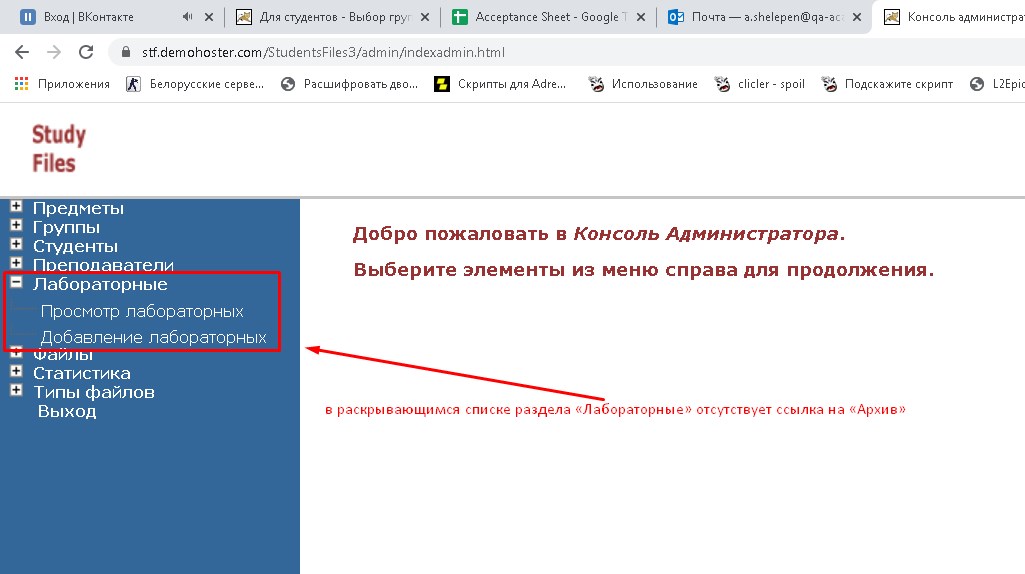 Вход | ВКонтакте
Для студентов - Выбор груп
Acceptance Sheet - Google T
Почта — a.shelepen@qa-aca
Консоль администрат
stf.demohoster.com/StudentsFiles3/admin/indexadmin.html
Приложения
Белорусские серве...
Расшифровать дво...
Скрипты для Adre...
Использование
clicler - spoil
Подскажите скрипт
L2Epic
Study
Files
Предметы
Группы
Студенты
Преподаватели
Лабораторные
Просмотр лабораторных
Добавление лабораторных
Файлы
Статистика
Типы файлов
Выход
Добро пожаловать в Консоль Администратора.
Выберите элементы из меню справа для продолжения.
в раскрывающимся списке раздела «Лабораторные» отсутствует ссылка на «Архив»